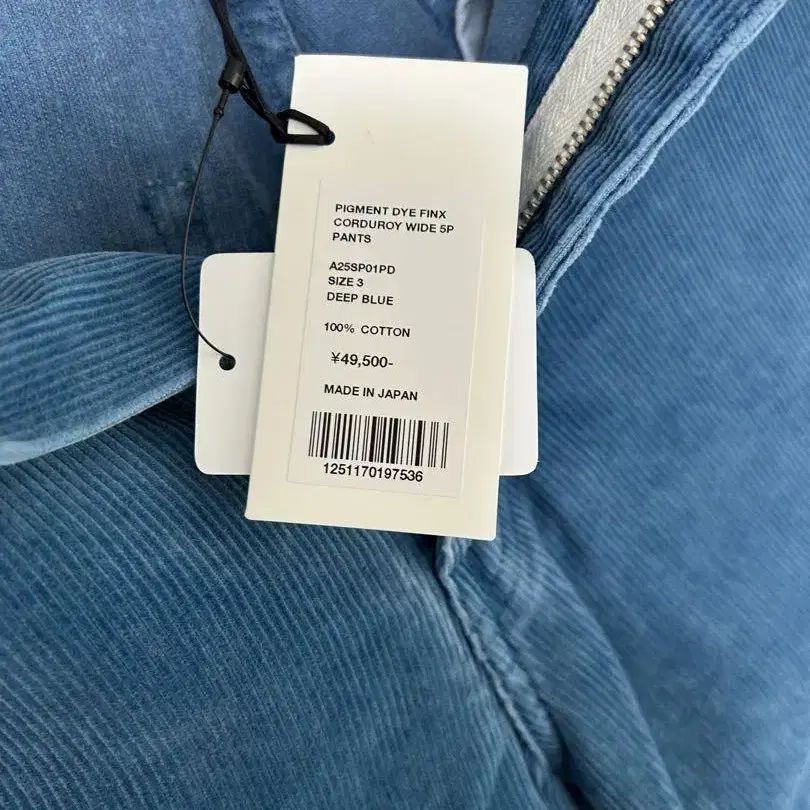 PIGMENT DYE FINX
CORDUROY WIDE 5P
PANTS
A25SP01PD
SIZE 3
DEEP BLUE
100% COTTON
¥49,500-
MADE IN JAPAN
1251170197536